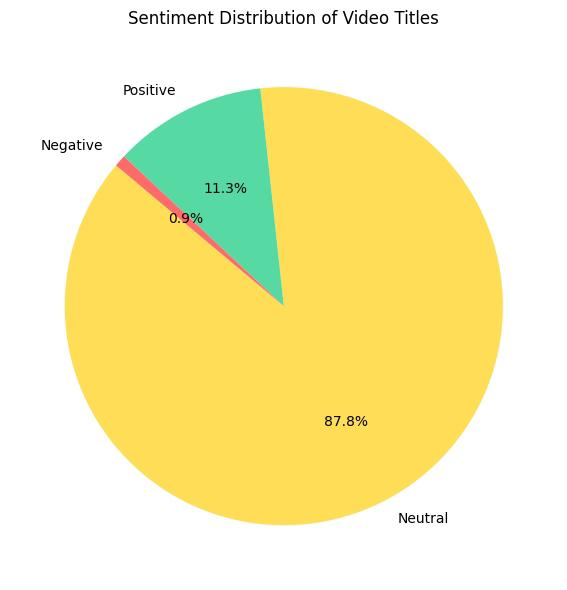 Sentiment Distribution of Video Titles
Positive
Negative
11.3%
0.9%
87.8%
Neutral